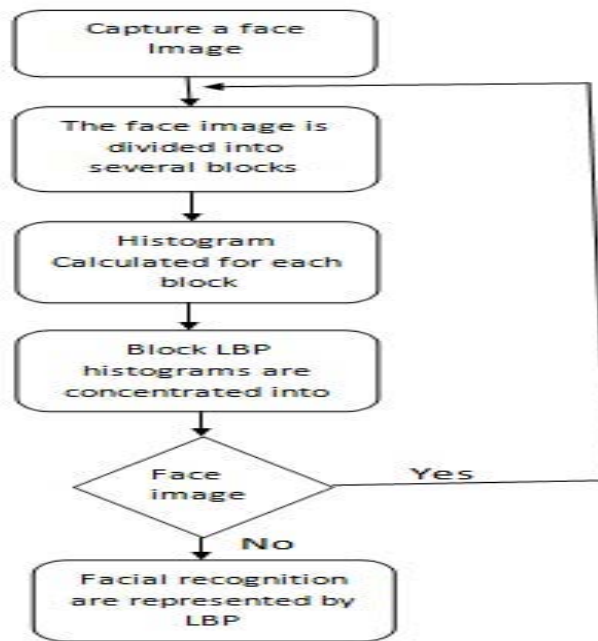 Capture a face
Image
The face image is
divided into
several blocks
Histogram
Calculated for each
block
Block LBP
histograms are
concentrated into
Face
image
Yes
No
Facial recognition
are represented by
LBP